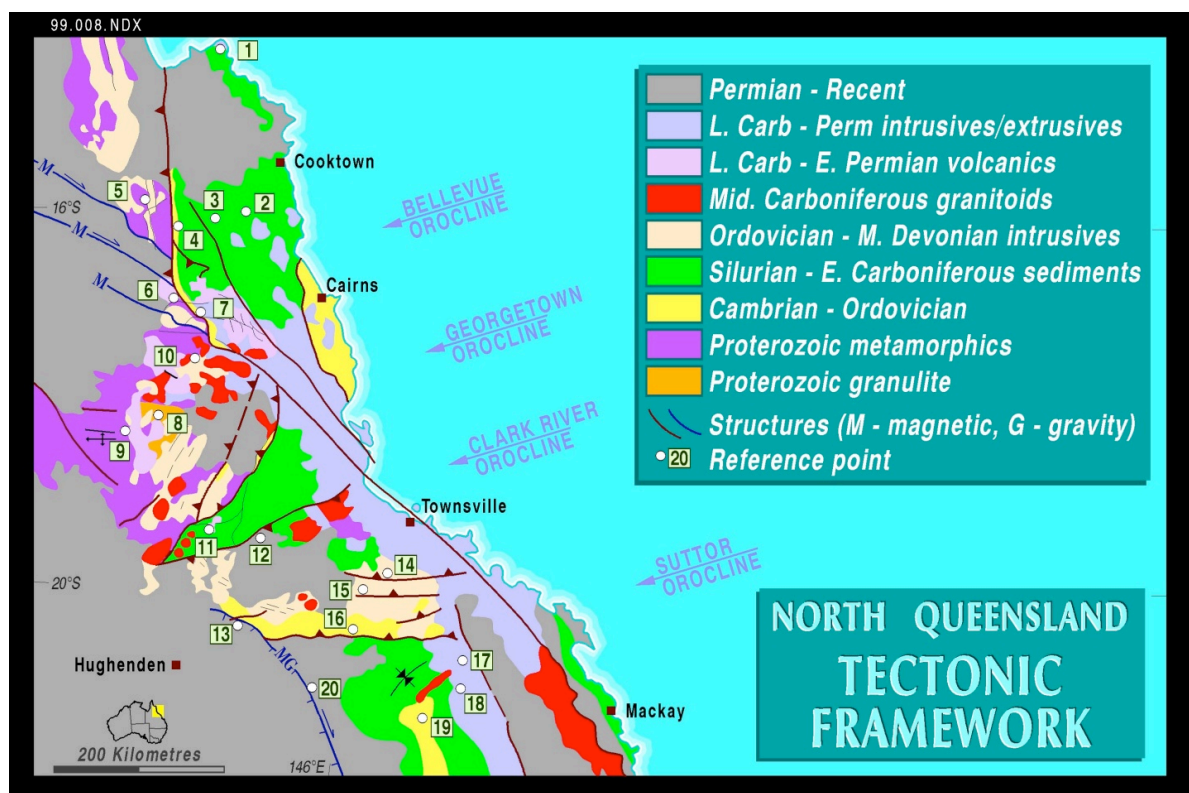 99.008.NDX
1
Cooktown
M
5
3
2
16°S
4
BELLEVUE
OROCLINE
M
Cairns
6
M
7
GEORGETOWN
OROCLINE
10
8
9
CLARK RIVER
OROCLINE
Townsville
11
12
SUTTOR
OROCLINE
20°S
14
15
16
13
Hughenden
MG
17
20
18
19
Mackay
200 Kilometres
146°E
Permian - Recent
L. Carb - Perm intrusives/extrusives
L. Carb - E. Permian volcanics
Mid. Carboniferous granitoids
Ordovician - M. Devonian intrusives
Silurian - E. Carboniferous sediments
Cambrian - Ordovician
Proterozoic metamorphics
Proterozoic granulite
Structures (M - magnetic, G - gravity)
20 Reference point
NORTH QUEENSLAND
TECTONIC
FRAMEWORK